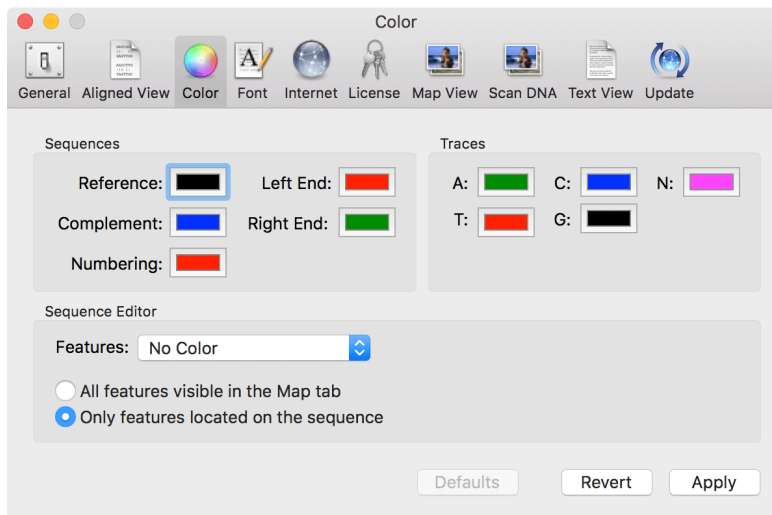 Color
General Aligned View Color Font Internet License Map View Scan DNA Text View Update
Sequences
Reference: Left End:
Complement: Right End:
Numbering:
Traces
A: C: N:
T: G:
Sequence Editor
Features: No Color
All features visible in the Map tab
Only features located on the sequence
Defaults Revert Apply